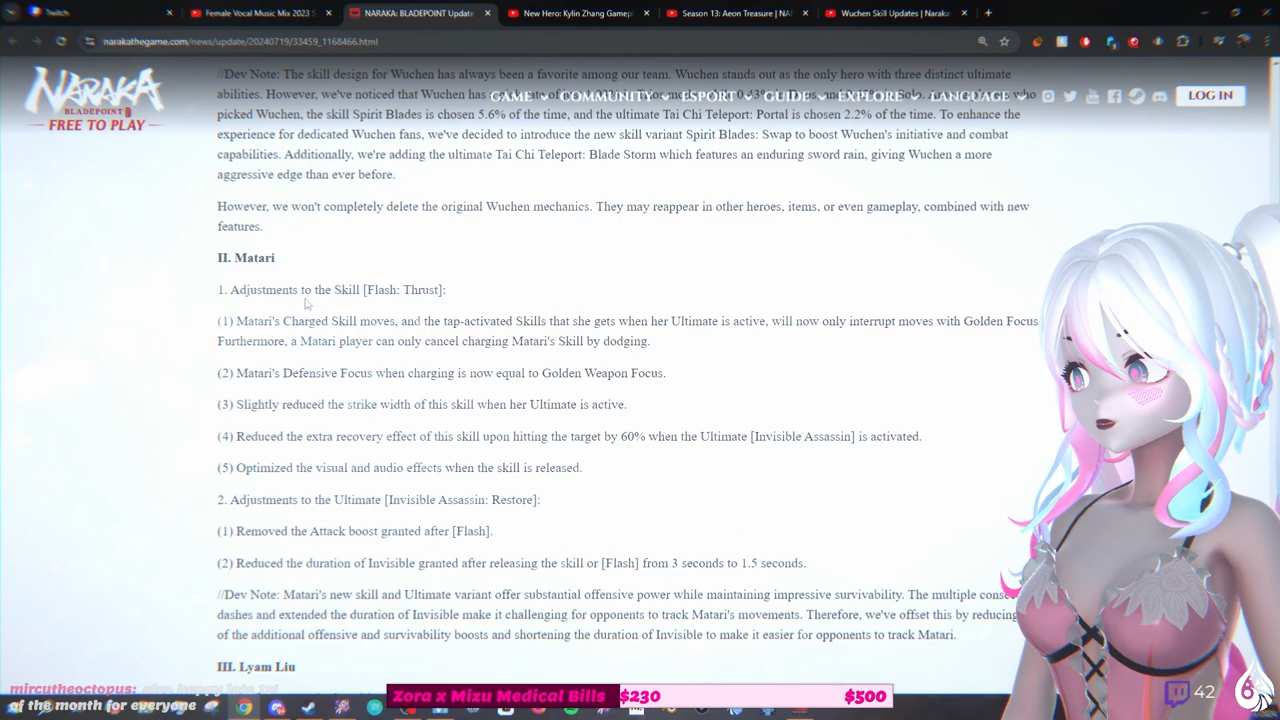 Twitch
Female Vocal Music Mix 2023
NARAKA: BLADEPOINT Update
New Hero: Kylin Zhang Gamepl
Season 13: Aeon Treasure | NA
Wuchen Skill Updates | Naraka
narakathegame.com/news/update/20240719/33459_1168466.html
NARAKA
BLADEPOINT
FREE TO PLAY
GAME
COMMUNITY
ESPORT
GUIDE
EXPLORE
LANGUAGE
LOG IN
//Dev Note: The skill design for Wuchen has always been a favorite among our team. Wuchen stands out as the only hero with three distinct ultimate
abilities. However, we've noticed that Wuchen has
picked Wuchen, the skill Spirit Blades is chosen 5.6% of the time, and the ultimate Tai Chi Teleport: Portal is chosen 2.2% of the time. To enhance the
experience for dedicated Wuchen fans, we've decided to introduce the new skill variant Spirit Blades: Swap to boost Wuchen's initiative and combat
capabilities. Additionally, we're adding the ultimate Tai Chi Teleport: Blade Storm which features an enduring sword rain, giving Wuchen a more
aggressive edge than ever before.
However, we won't completely delete the original Wuchen mechanics. They may reappear in other heroes, items, or even gameplay, combined with new
features.
II. Matari
1. Adjustments to the Skill [Flash: Thrust]:
(1) Matari's Charged Skill moves, and the tap-activated Skills that she gets when her Ultimate is active, will now only interrupt moves with Golden Focus
Furthermore, a Matari player can only cancel charging Matari's Skill by dodging.
(2) Matari's Defensive Focus when charging is now equal to Golden Weapon Focus.
(3) Slightly reduced the strike width of this skill when her Ultimate is active.
(4) Reduced the extra recovery effect of this skill upon hitting the target by 60% when the Ultimate [Invisible Assassin] is activated.
(5) Optimized the visual and audio effects when the skill is released.
2. Adjustments to the Ultimate [Invisible Assassin: Restore]:
(1) Removed the Attack boost granted after [Flash].
(2) Reduced the duration of Invisible granted after releasing the skill or [Flash] from 3 seconds to 1.5 seconds.
//Dev Note: Matari's new skill and Ultimate variant offer substantial offensive power while maintaining impressive survivability. The multiple conse
dashes and extended the duration of Invisible make it challenging for opponents to track Matari's movements. Therefore, we've offset this by reducing
of the additional offensive and survivability boosts and shortening the duration of Invisible to make it easier for opponents to track Matari.
III. Lyam Liu
mircutheoctopus:
of the month for everyone
Zora x Mizu Medical Bills $230 $500
42
6